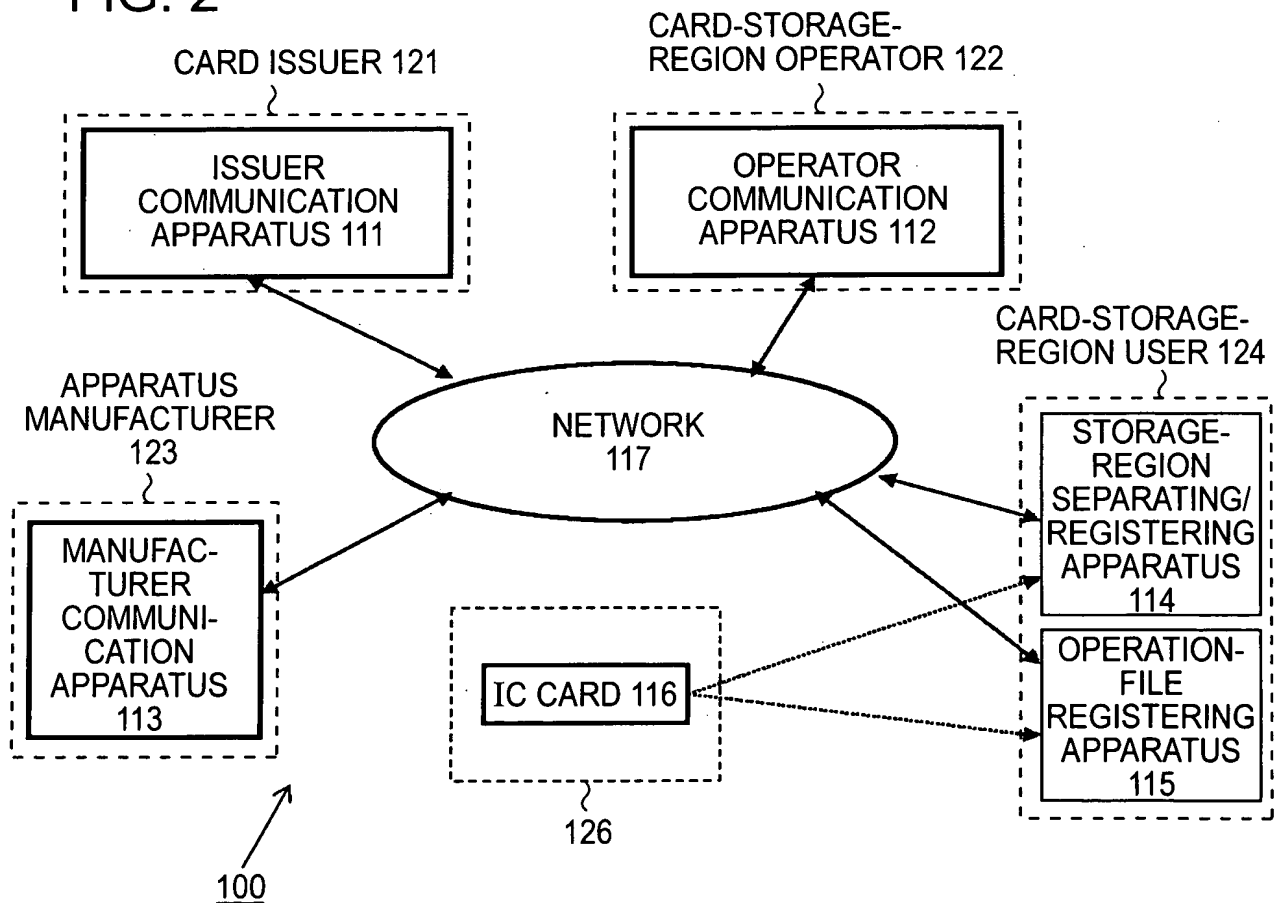 FIG. 2
CARD ISSUER 121
ISSUER
COMMUNICATION
APPARATUS 111
CARD-STORAGE-
REGION OPERATOR 122
OPERATOR
COMMUNICATION
APPARATUS 112
CARD-STORAGE-
REGION USER 124
STORAGE-
REGION
SEPARATING/
REGISTERING
APPARATUS
114
OPERATION-
FILE
REGISTERING
APPARATUS
115
NETWORK
117
APPARATUS
MANUFACTURER
123
MANUFAC-
TURER
COMMUNI-
CATION
APPARATUS
113
IC CARD 116
126
100